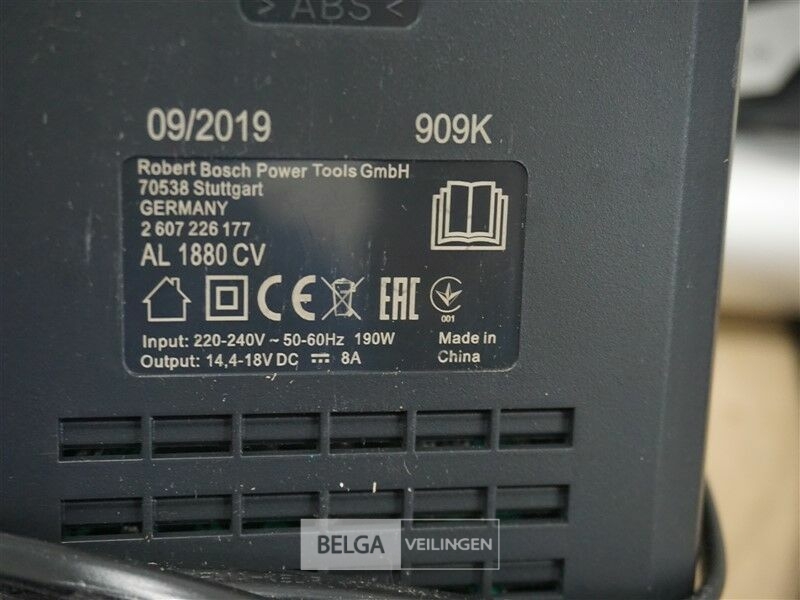 > ABS <
09/2019 909K
Robert Bosch Power Tools GmbH
70538 Stuttgart
GERMANY
2 607 226 177
AL 1880 CV
CE EAC
001
Input: 220-240V ~ 50-60Hz 190W
Output: 14,4-18V DC ⎓ 8A
Made in
China
BELGA VEILINGEN